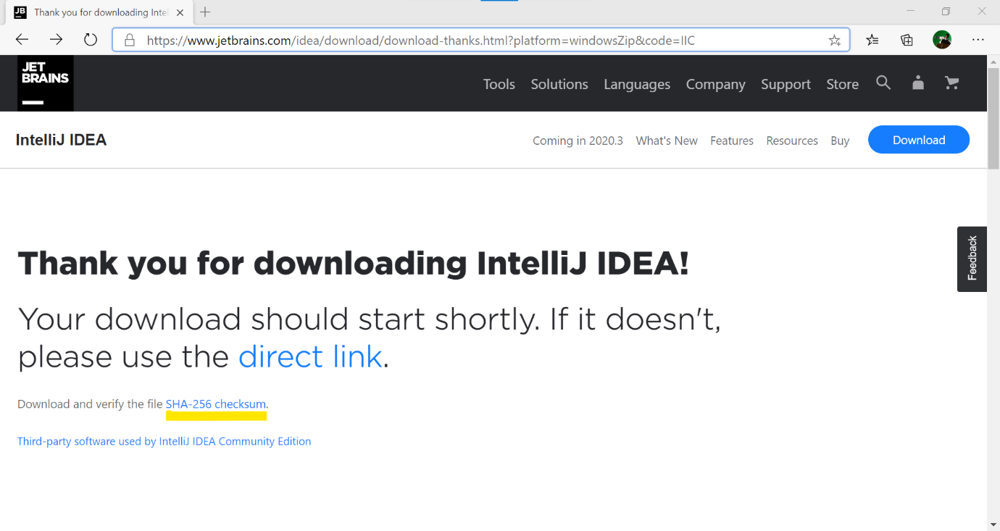 Thank you for downloading Inte
https://www.jetbrains.com/idea/download/download-thanks.html?platform=windowsZip&code=IIC
JET
BRAINS
Tools Solutions Languages Company Support Store
IntelliJ IDEA
Coming in 2020.3 What's New Features Resources Buy Download
Feedback
Thank you for downloading IntelliJ IDEA!
Your download should start shortly. If it doesn't,
please use the direct link.
Download and verify the file SHA-256 checksum.
Third-party software used by IntelliJ IDEA Community Edition